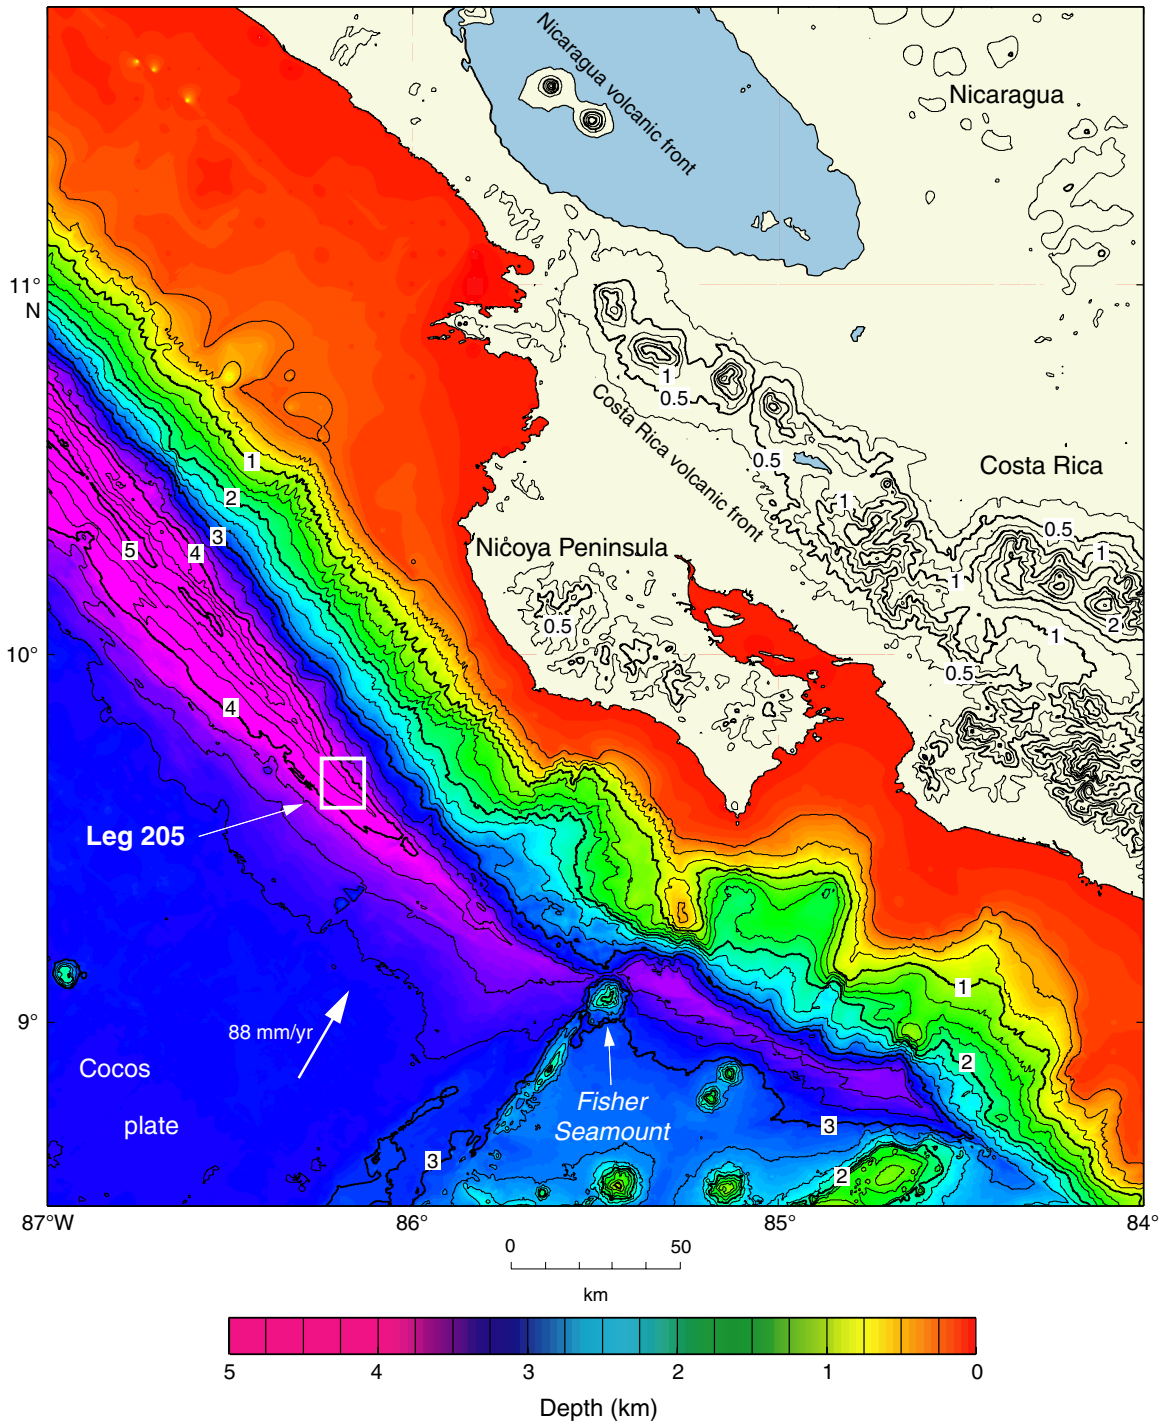 Nicaragua volcanic front
Nicaragua
11°
N
1
0.5
Costa Rica volcanic front
0.5
Costa Rica
1
2
3
1
0.5
1
5
4
Nicoya Peninsula
1
0.5
2
1
10°
0.5
4
Leg 205
1
9°
88 mm/yr
2
Cocos
plate
Fisher
Seamount
3
3
2
87°W
86°
85°
84°
0
50
km
5
4
3
2
1
0
Depth (km)